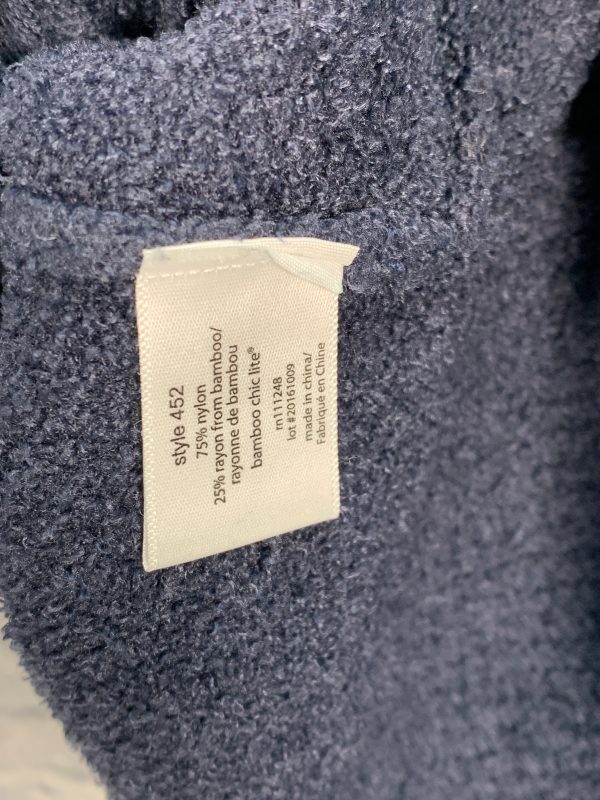 style 452
75% nylon
25% rayon from bamboo/
rayonne de bambou
bamboo chic lite®
rn111248
lot #20161009
made in china/
Fabriqué en Chine